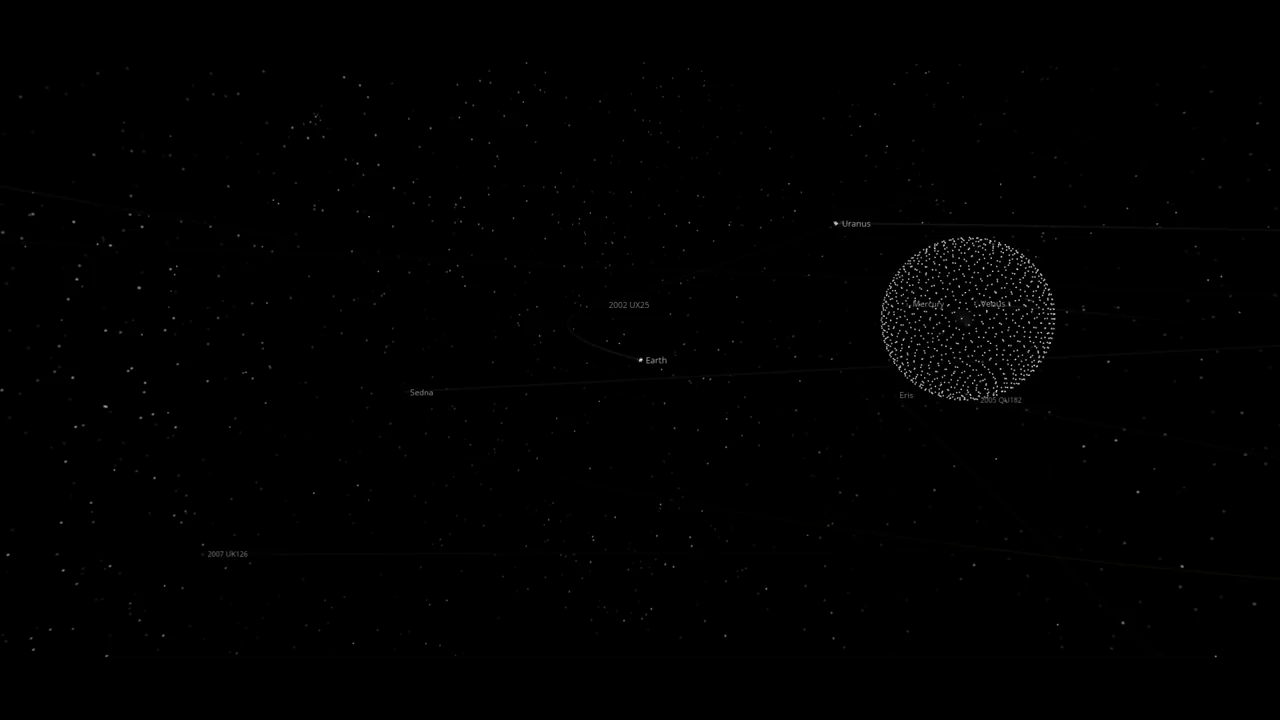 Uranus
Mercury
Venus
2002 UX25
Earth
Sedna
Eris
2005 QU182
2007 UK126